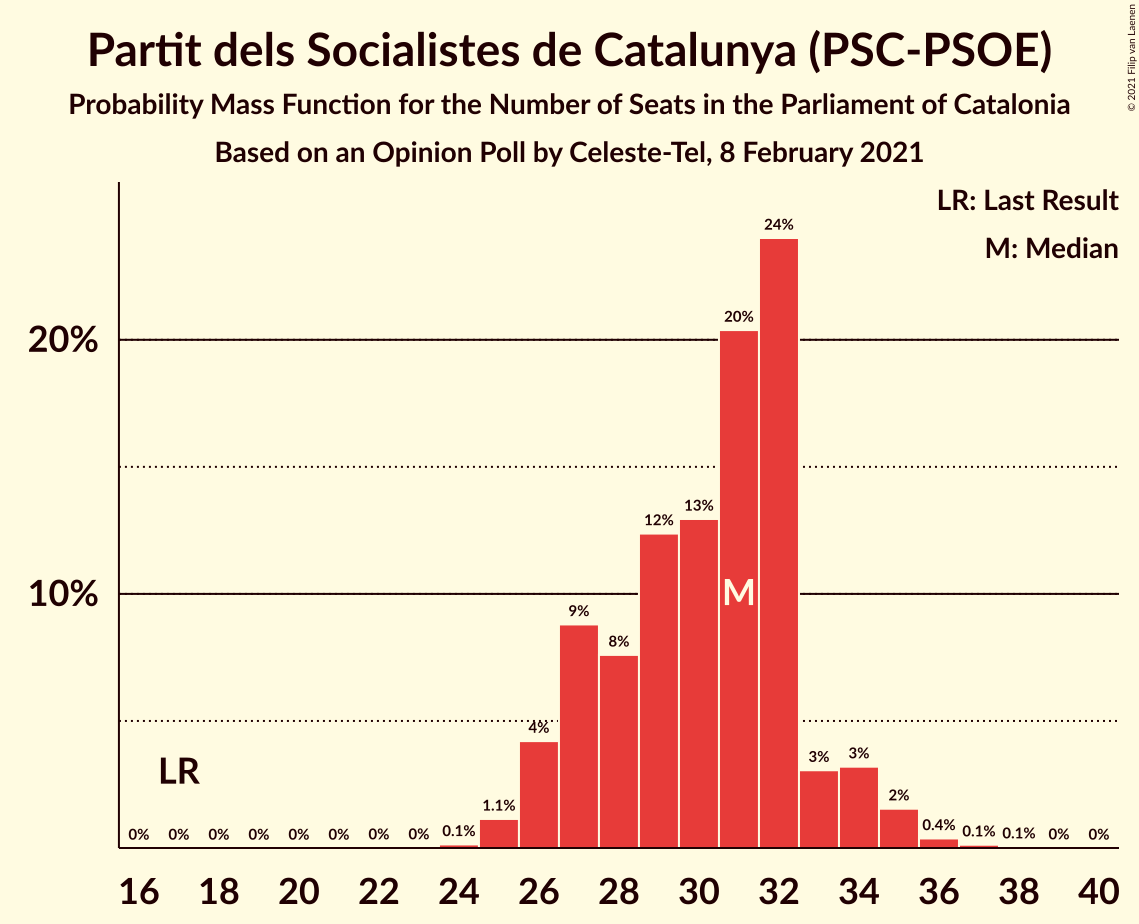 Partit dels Socialistes de Catalunya (PSC-PSOE)
Probability Mass Function for the Number of Seats in the Parliament of Catalonia
Based on an Opinion Poll by Celeste-Tel, 8 February 2021
© 2021 Filip van Laenen
LR: Last Result
M: Median
20%
10%
LR
M
0% 0% 0% 0% 0% 0% 0% 0% 0.1% 1.1% 4% 9% 8% 12% 13% 20% 24% 3% 3% 2% 0.4% 0.1% 0.1% 0% 0%
16 18 20 22 24 26 28 30 32 34 36 38 40